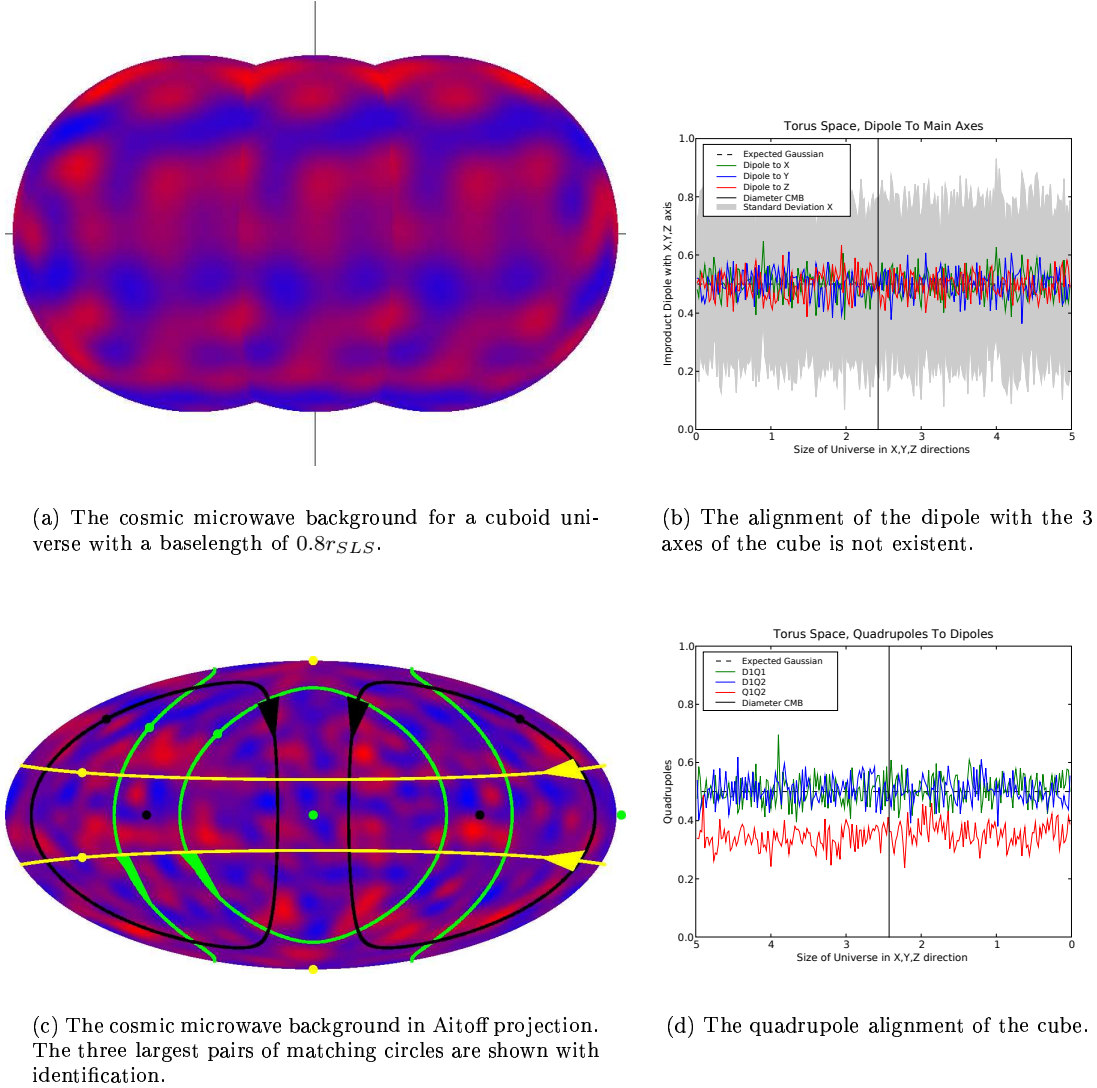 Torus Space, Dipole To Main Axes
Improduct Dipole with X,Y,Z axis
1.0
0.8
0.6
0.4
0.2
0.0
Expected Gaussian
Dipole to X
Dipole to Y
Dipole to Z
Diameter CMB
Standard Deviation X
0 1 2 3 4 5
Size of Universe in X,Y,Z directions
(a) The cosmic microwave background for a cuboid uni-
verse with a baselength of 0.8r_{SLS}.
(b) The alignment of the dipole with the 3
axes of the cube is not existent.
Torus Space, Quadrupoles To Dipoles
Quadrupoles
1.0
0.8
0.6
0.4
0.2
0.0
Expected Gaussian
D1Q1
D1Q2
Q1Q2
Diameter CMB
5 4 3 2 1 0
Size of Universe in X,Y,Z direction
(c) The cosmic microwave background in Aitoff projection.
The three largest pairs of matching circles are shown with
identification.
(d) The quadrupole alignment of the cube.